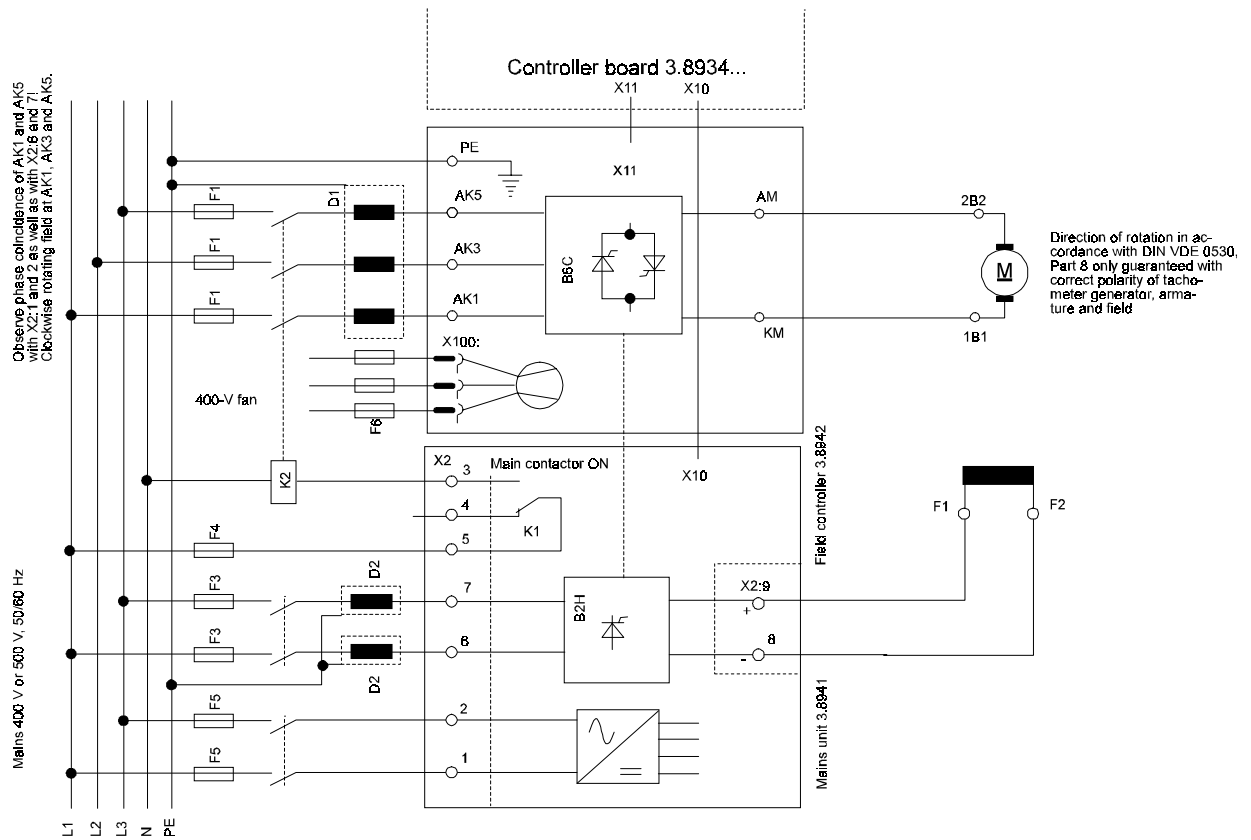 Controller board 3.8934...
X11
X10
Observe phase coincidence of AK1 and AK5
with X2:1 and 2 as well as with X2:6 and 7!
Clockwise rotating field at AK1, AK3 and AK5.
PE
X11
F1
D1
AK5
AM
2B2
F1
AK3
B6C
M
Direction of rotation in ac-
cordance with DIN VDE 0530,
Part 8 only guaranteed with
correct polarity of tacho-
meter generator, arma-
ture and field
F1
AK1
KM
1B1
X100:
400-V fan
F6
Field controller 3.8942
X2
Main contactor ON
X10
K2
3
4
K1
F1
F2
F4
5
Mains 400 V or 500 V, 50/60 Hz
D2
F3
7
B2H
X2:9
+
F3
6
8
-
D2
Mains unit 3.8941
F5
2
F5
1
L1
L2
L3
N
PE